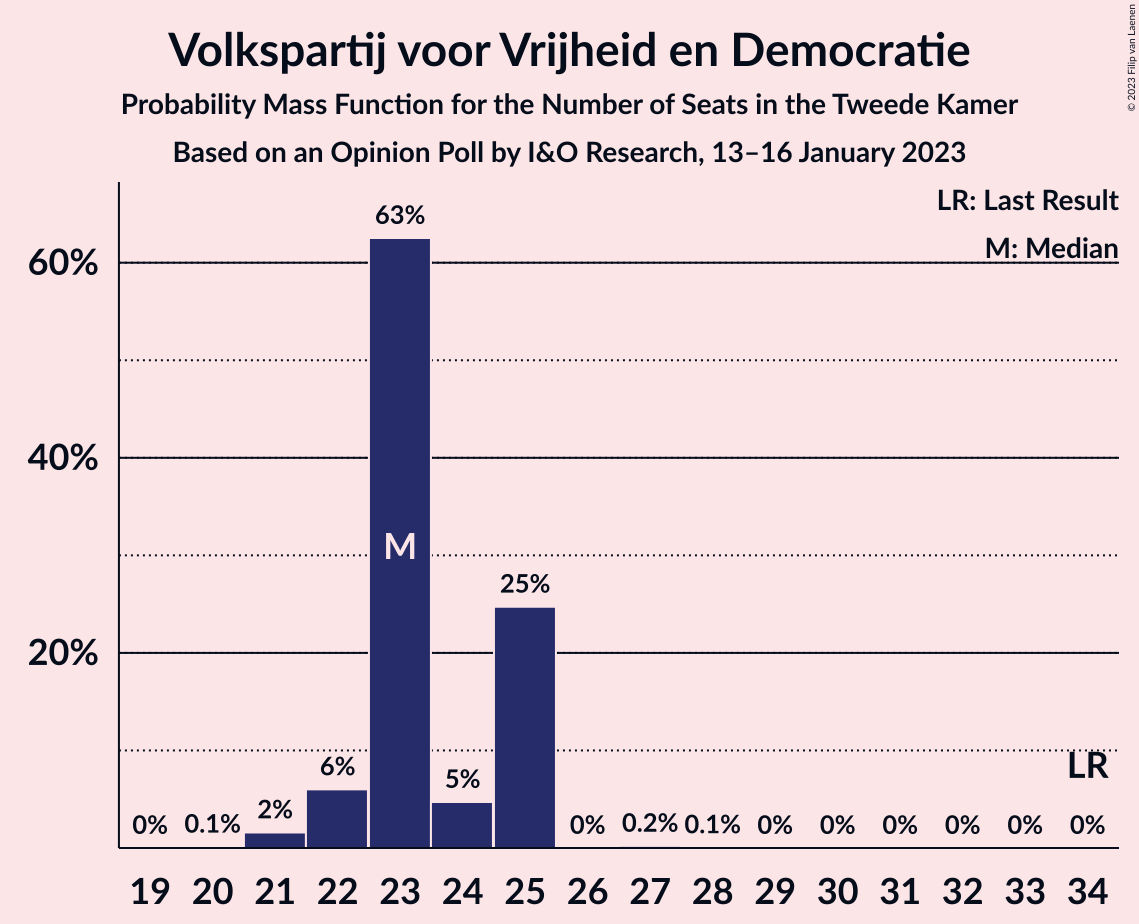 Volkspartij voor Vrijheid en Democratie
Probability Mass Function for the Number of Seats in the Tweede Kamer
Based on an Opinion Poll by I&O Research, 13–16 January 2023
© 2023 Filip van Laenen
LR: Last Result
M: Median
60%
40%
20%
0%
0.1%
2%
6%
63%
M
5%
25%
0%
0.2%
0.1%
0%
0%
0%
0%
0%
0%
LR
19 20 21 22 23 24 25 26 27 28 29 30 31 32 33 34